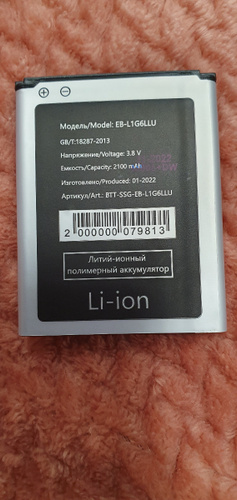 Модель/Model: EB-L1G6LLU
GB/T:18287-2013
Напряжение/Voltage: 3.8 V
Емкость/Capacity: 2100 mAh
Изготовлено/Produced: 01-2022
Артикул/Art.: BTT-SSG-EB-L1G6LLU
2 000000 079813
Литий-ионный
полимерный аккумулятор
Li-ion